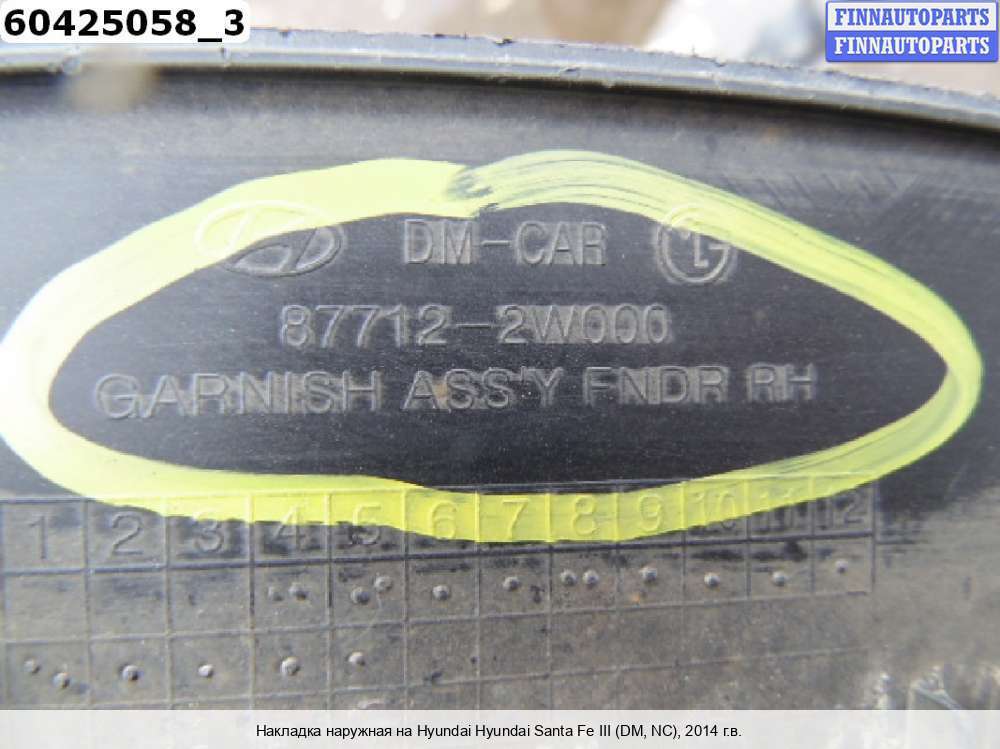 60425058_3
FINNAUTOPARTS
FINNAUTOPARTS
DM-CAR
87712-2W000
GARNISH ASS'Y FNDR RH
1 2 3 4 5 6 7 8 9 10 11 12
Накладка наружная на Hyundai Hyundai Santa Fe III (DM, NC), 2014 г.в.